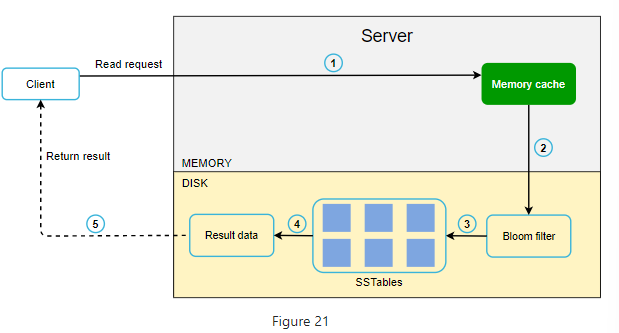 Server
Read request
1
Client
Memory cache
2
Return result
MEMORY
DISK
5
Result data
4
3
Bloom filter
SSTables
Figure 21